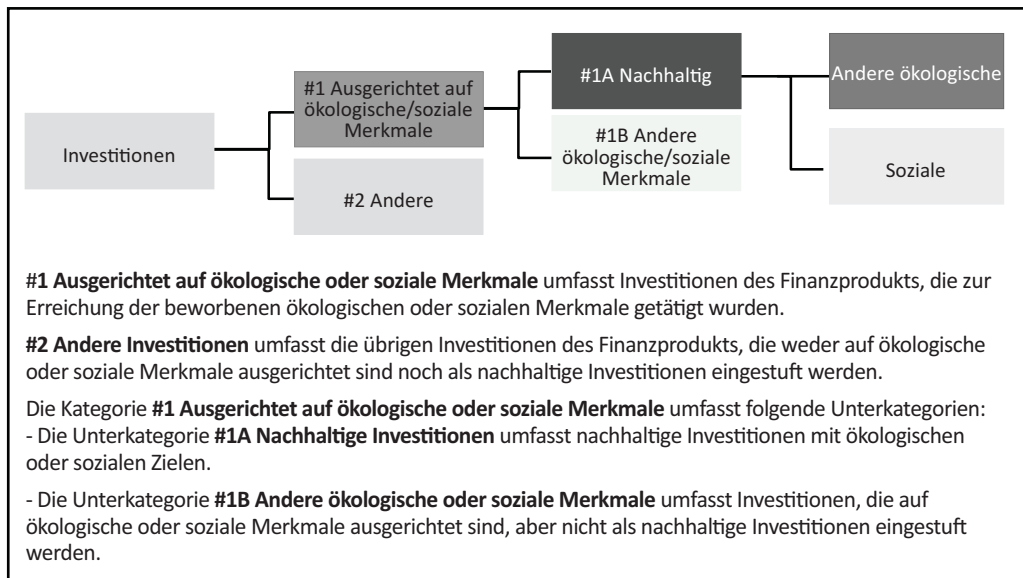 Investitionen
#1 Ausgerichtet auf
ökologische/soziale
Merkmale
#2 Andere
#1A Nachhaltig
#1B Andere
ökologische/soziale
Merkmale
Andere ökologische
Soziale
#1 Ausgerichtet auf ökologische oder soziale Merkmale umfasst Investitionen des Finanzprodukts, die zur
Erreichung der beworbenen ökologischen oder sozialen Merkmale getätigt wurden.
#2 Andere Investitionen umfasst die übrigen Investitionen des Finanzprodukts, die weder auf ökologische
oder soziale Merkmale ausgerichtet sind noch als nachhaltige Investitionen eingestuft werden.
Die Kategorie #1 Ausgerichtet auf ökologische oder soziale Merkmale umfasst folgende Unterkategorien:
- Die Unterkategorie #1A Nachhaltige Investitionen umfasst nachhaltige Investitionen mit ökologischen
oder sozialen Zielen.
- Die Unterkategorie #1B Andere ökologische oder soziale Merkmale umfasst Investitionen, die auf
ökologische oder soziale Merkmale ausgerichtet sind, aber nicht als nachhaltige Investitionen eingestuft
werden.